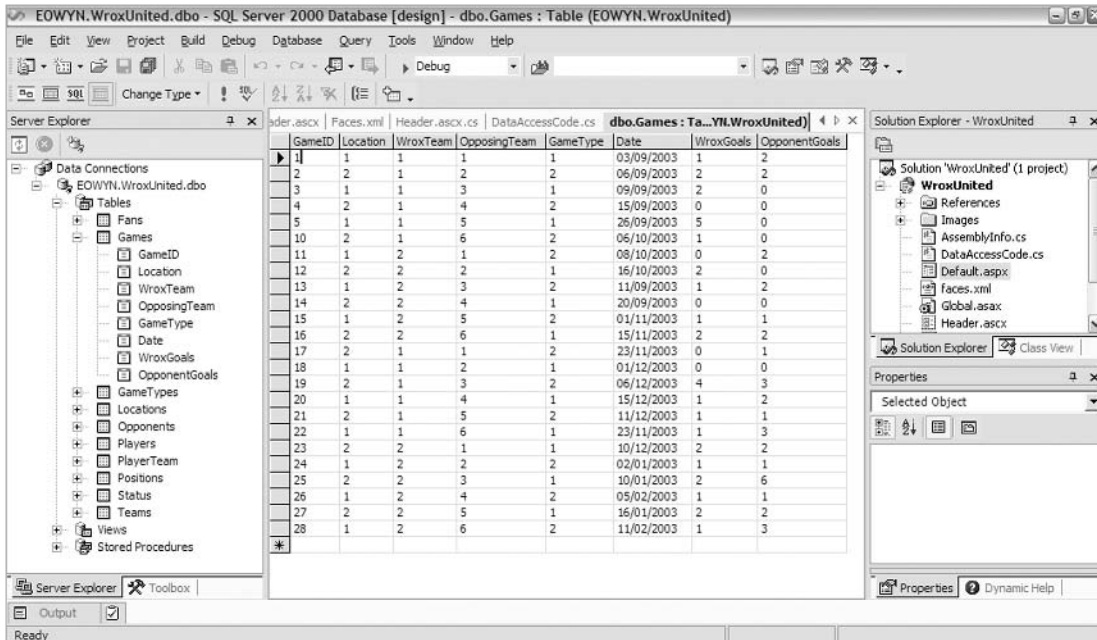 EOWYN.WroxUnited.dbo - SQL Server 2000 Database [design] - dbo.Games : Table (EOWYN.WroxUnited)
File Edit View Project Build Debug Database Query Tools Window Help
Debug
SQL Change Type
Server Explorer
Data Connections
EOWYN.WroxUnited.dbo
Tables
Fans
Games
GameID
Location
WroxTeam
OpposingTeam
GameType
Date
WroxGoals
OpponentGoals
GameTypes
Locations
Opponents
Players
PlayerTeam
Positions
Status
Teams
Views
Stored Procedures
Server Explorer Toolbox
ader.ascx Faces.xml Header.ascx.cs DataAccessCode.cs dbo.Games : Ta...YN.WroxUnited)
GameID Location WroxTeam OpposingTeam GameType Date WroxGoals OpponentGoals
1 1 1 1 1 03/09/2003 1 2
2 2 1 2 2 06/09/2003 2 2
3 1 1 3 1 09/09/2003 2 0
4 2 1 4 2 15/09/2003 0 0
5 1 1 5 1 26/09/2003 5 0
10 2 1 6 2 06/10/2003 1 0
11 1 2 1 2 08/10/2003 0 2
12 2 2 2 1 16/10/2003 2 0
13 1 2 3 2 11/09/2003 1 2
14 2 2 4 1 20/09/2003 0 0
15 1 2 5 2 01/11/2003 1 1
16 2 2 6 1 15/11/2003 2 2
17 2 1 1 2 23/11/2003 0 1
18 1 1 2 1 01/12/2003 0 0
19 2 1 3 2 06/12/2003 4 3
20 1 1 4 1 15/12/2003 1 2
21 2 1 5 2 11/12/2003 1 1
22 1 1 6 1 23/11/2003 1 3
23 2 2 1 1 10/12/2003 2 2
24 1 2 2 2 02/01/2003 1 1
25 2 2 3 1 10/01/2003 2 6
26 1 2 4 2 05/02/2003 1 1
27 2 2 5 1 16/01/2003 2 2
28 1 2 6 2 11/02/2003 1 3
Solution Explorer - WroxUnited
Solution 'WroxUnited' (1 project)
WroxUnited
References
Images
AssemblyInfo.cs
DataAccessCode.cs
Default.aspx
faces.xml
Global.asax
Header.ascx
Solution Explorer Class View
Properties
Selected Object
Properties Dynamic Help
Output
Ready